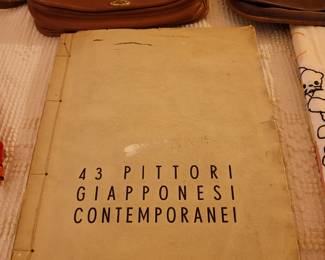 43 PITTORI
GIAPPONESI
CONTEMPORANEI